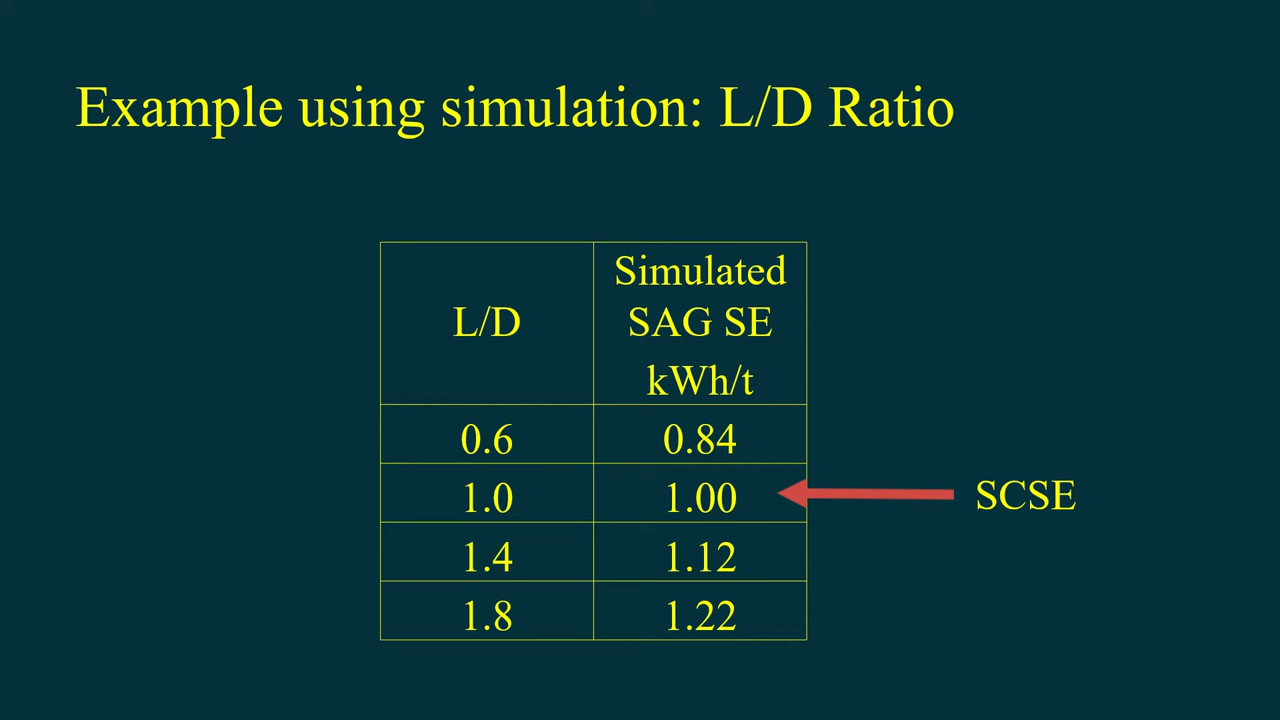 Example using simulation: L/D Ratio
L/D
Simulated
SAG SE
kWh/t
0.6 0.84
1.0 1.00
SCSE
1.4 1.12
1.8 1.22